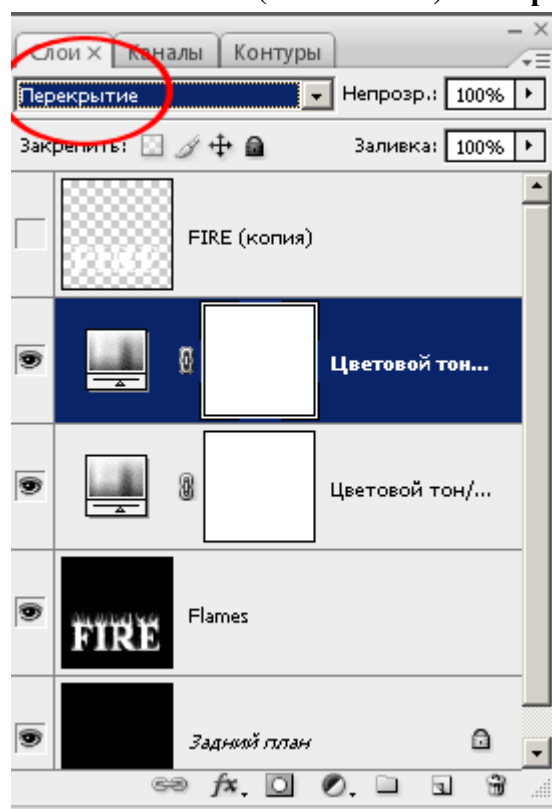 Слои × Каналы Контуры
Перекрытие Непрозр.: 100%
Закрепить: Заливка: 100%
FIRE (копия)
Цветовой тон...
Цветовой тон/...
FIRE
Flames
Задний план
fx.